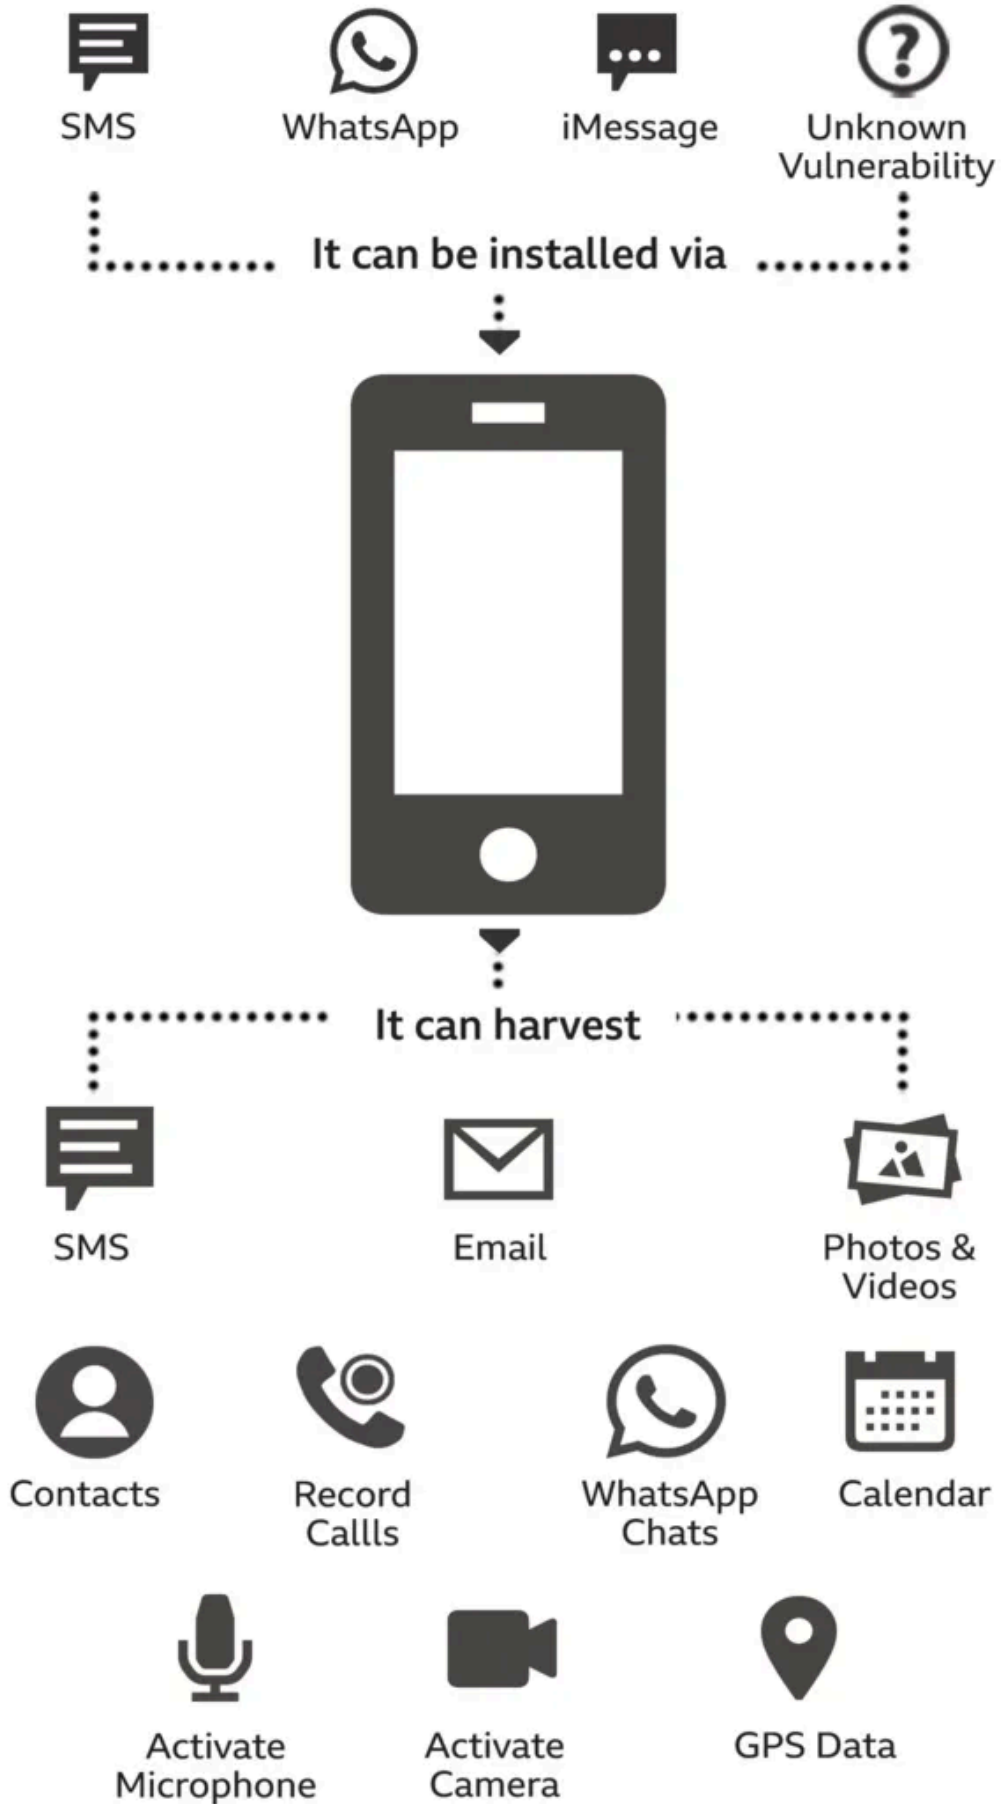 SMS
WhatsApp
iMessage
Unknown
Vulnerability
It can be installed via
It can harvest
SMS
Email
Photos &
Videos
Contacts
Record
Callls
WhatsApp
Chats
Calendar
Activate
Microphone
Activate
Camera
GPS Data